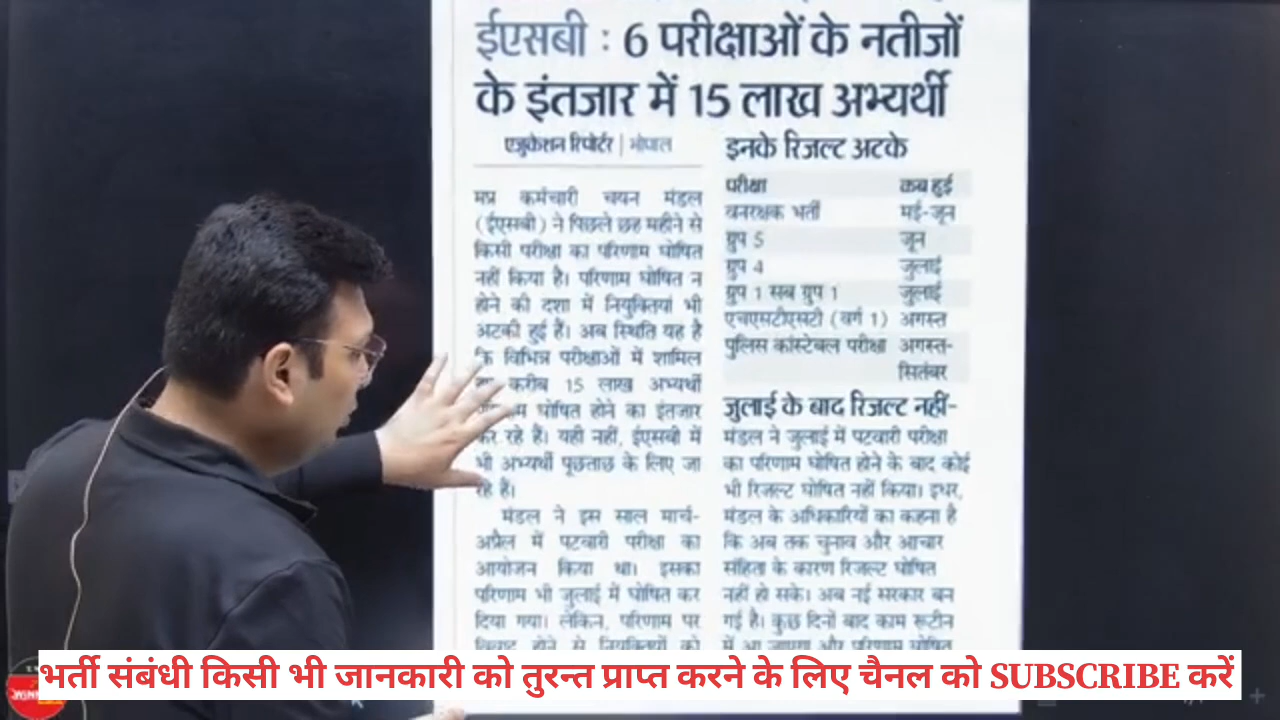 ईएसबी : 6 परीक्षाओं के नतीजों
के इंतजार में 15 लाख अभ्यर्थी
एजुकेशन रिपोर्टर | भोपाल
मप्र कर्मचारी चयन मंडल
(ईएसबी) ने पिछले छह महीने से
किसी परीक्षा का परिणाम घोषित
नहीं किया है। परिणाम घोषित न
होने की दशा में नियुक्तियां भी
अटकी हुई हैं। अब स्थिति यह है
कि विभिन्न परीक्षाओं में शामिल
करीब 15 लाख अभ्यर्थी
घोषित होने का इंतजार
कर रहे हैं। यही नहीं, ईएसबी में
भी अभ्यर्थी पूछताछ के लिए जा
रहे हैं।
मंडल ने इस साल मार्च-
अप्रैल में पटवारी परीक्षा का
आयोजन किया था। इसका
परिणाम भी जुलाई में घोषित कर
दिया गया। लेकिन, परिणाम पर
विवाद होने से नियुक्तियों को
इनके रिजल्ट अटके
परीक्षा कब हुई
वनरक्षक भर्ती मई-जून
ग्रुप 5 जून
ग्रुप 4 जुलाई
ग्रुप 1 सब ग्रुप 1 जुलाई
एचएसटीएसटी (वर्ग 1) अगस्त
पुलिस कांस्टेबल परीक्षा अगस्त-
सितंबर
जुलाई के बाद रिजल्ट नहीं-
मंडल ने जुलाई में पटवारी परीक्षा
का परिणाम घोषित होने के बाद कोई
भी रिजल्ट घोषित नहीं किया। इधर,
मंडल के अधिकारियों का कहना है
कि अब तक चुनाव और आचार
संहिता के कारण रिजल्ट घोषित
नहीं हो सके। अब नई सरकार बन
गई है। कुछ दिनों बाद काम रूटीन
में आ जाएगा और परिणाम घोषित
भर्ती संबंधी किसी भी जानकारी को तुरन्त प्राप्त करने के लिए चैनल को SUBSCRIBE करें